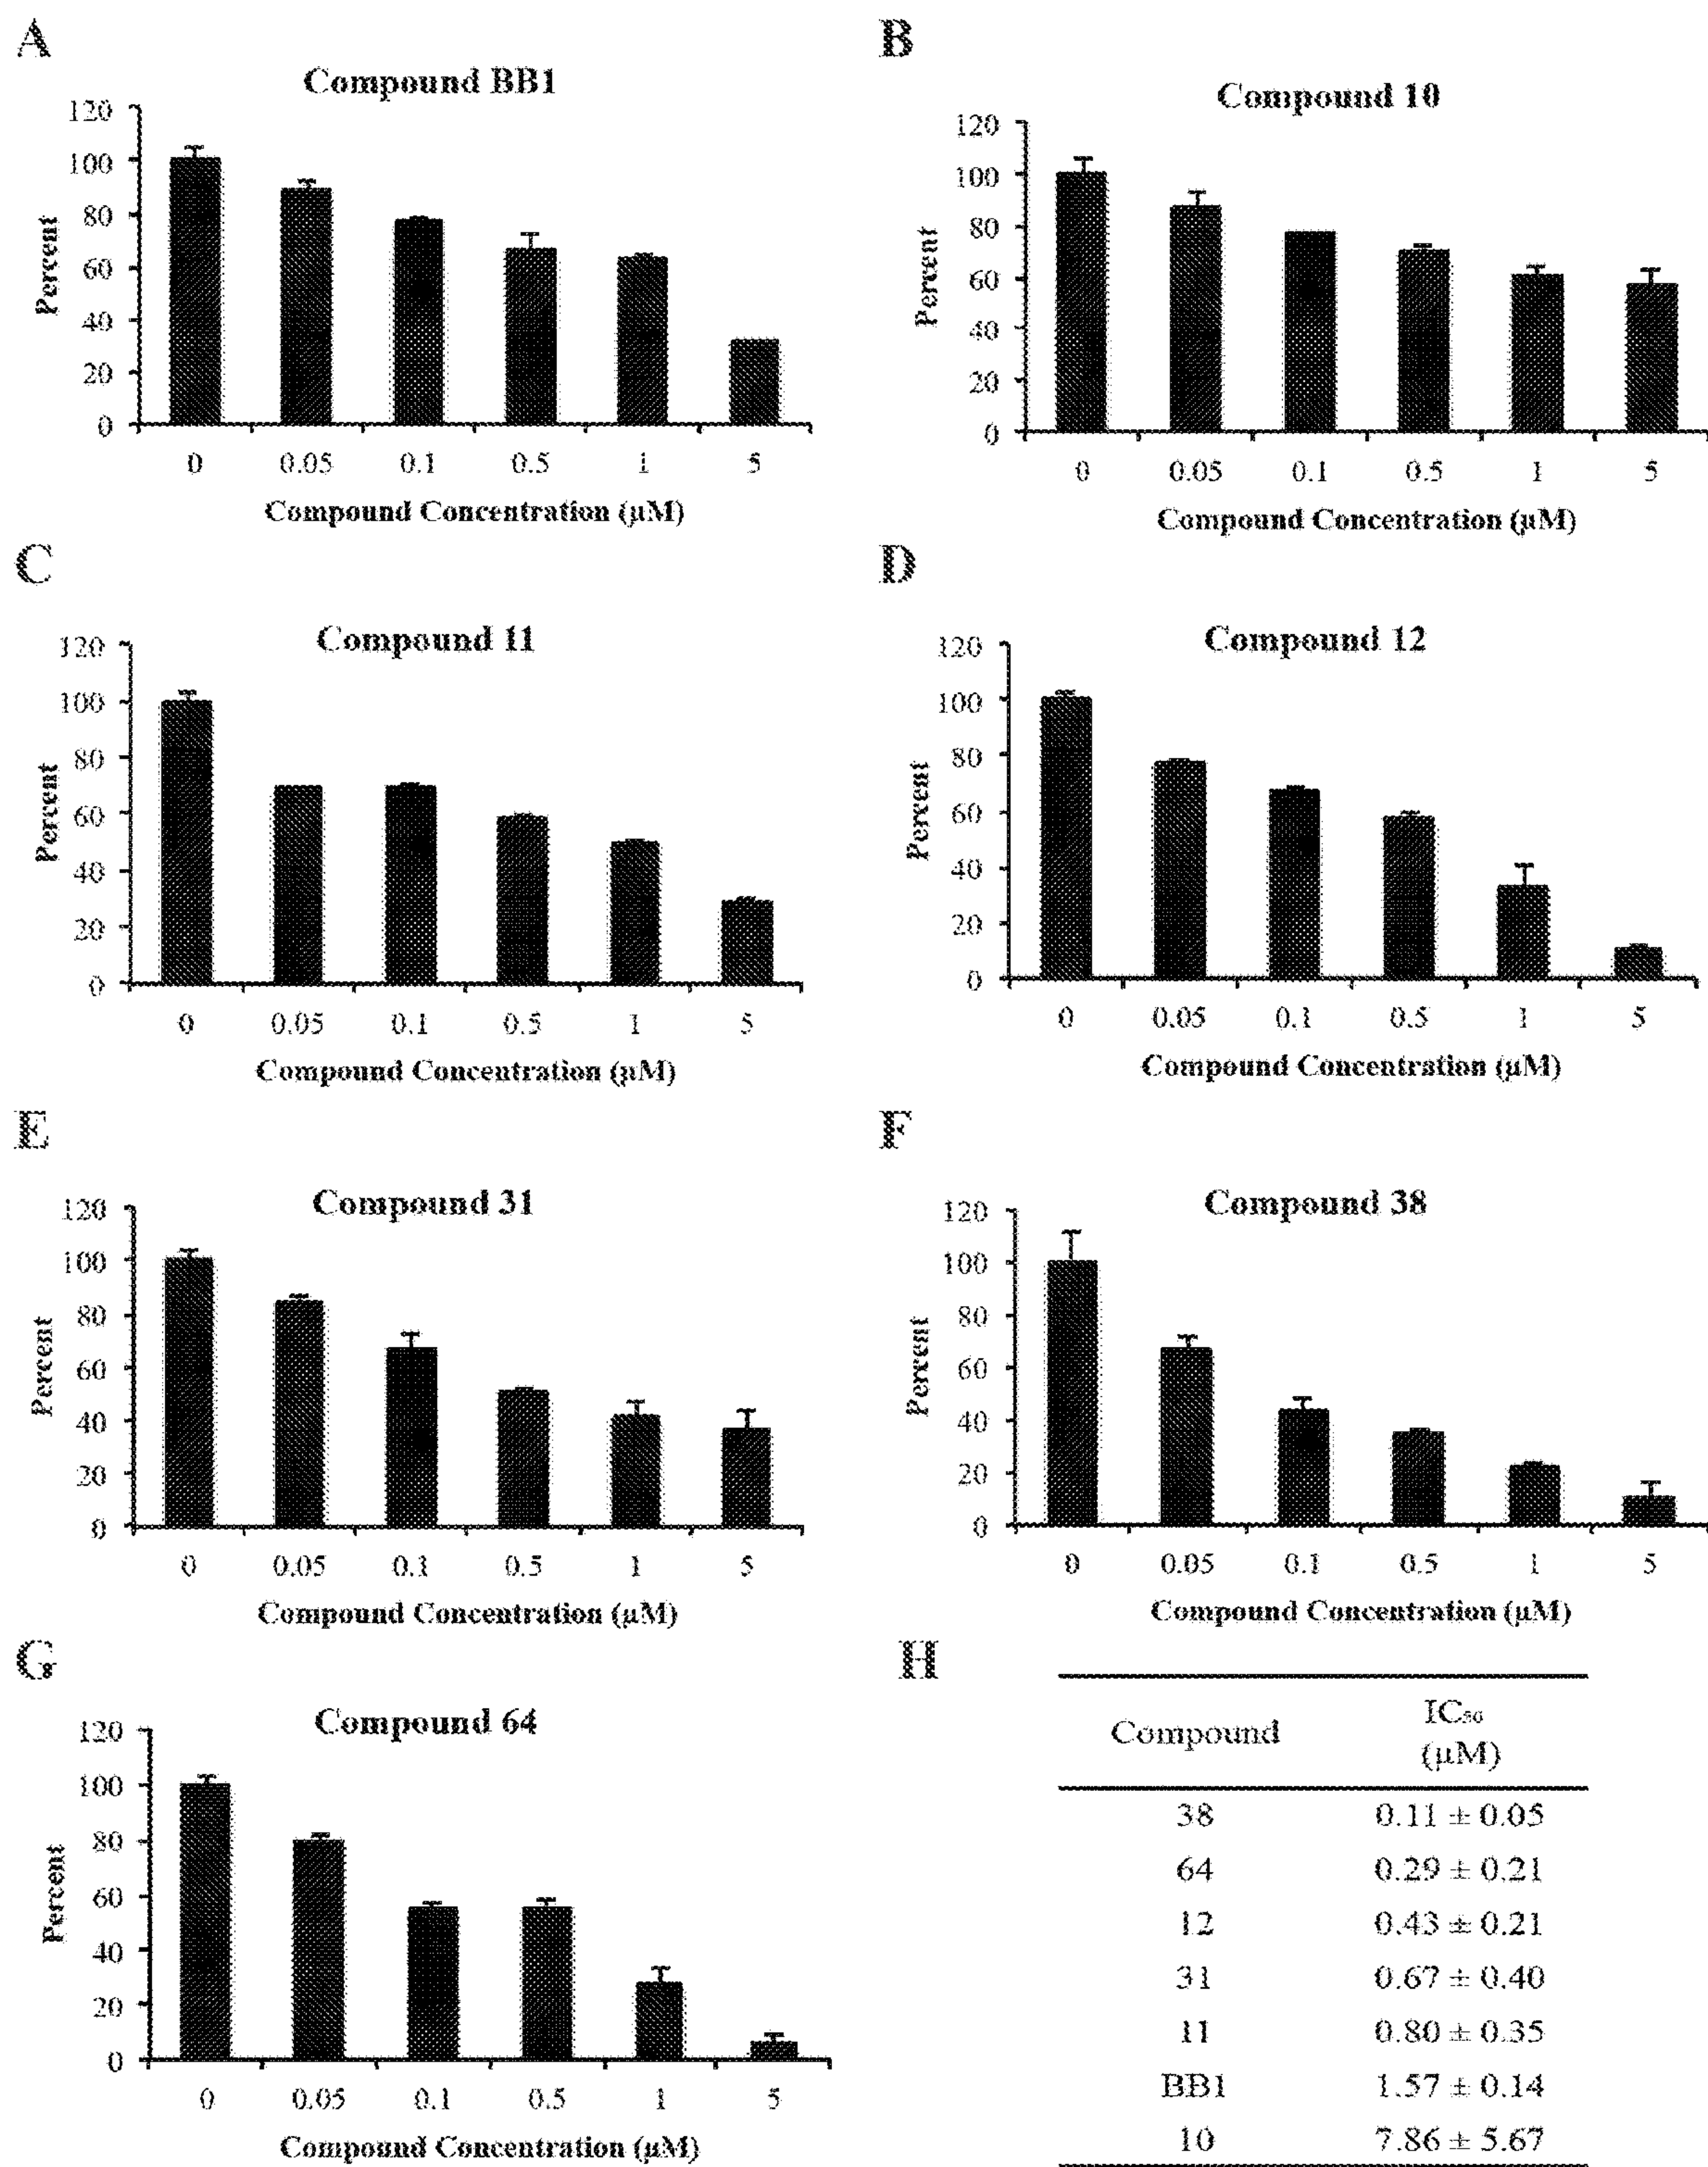 A
Compound BB1
120
100
80
60
40
20
0
Percent
0 0.05 0.1 0.5 1 5
Compound Concentration (µM)
B
Compound 10
120
100
80
60
40
20
0
Percent
0 0.05 0.1 0.5 1 5
Compound Concentration (µM)
C
Compound 11
120
100
80
60
40
20
0
Percent
0 0.05 0.1 0.5 1 5
Compound Concentration (µM)
D
Compound 12
120
100
80
60
40
20
0
Percent
0 0.05 0.1 0.5 1 5
Compound Concentration (µM)
E
Compound 31
120
100
80
60
40
20
0
Percent
0 0.05 0.1 0.5 1 5
Compound Concentration (µM)
F
Compound 38
120
100
80
60
40
20
0
Percent
0 0.05 0.1 0.5 1 5
Compound Concentration (µM)
G
Compound 64
120
100
80
60
40
20
0
Percent
0 0.05 0.1 0.5 1 5
Compound Concentration (µM)
H
Compound IC₅₀
(µM)
38 0.11 ± 0.05
64 0.29 ± 0.21
12 0.43 ± 0.21
31 0.67 ± 0.40
11 0.80 ± 0.35
BB1 1.57 ± 0.14
10 7.86 ± 5.67